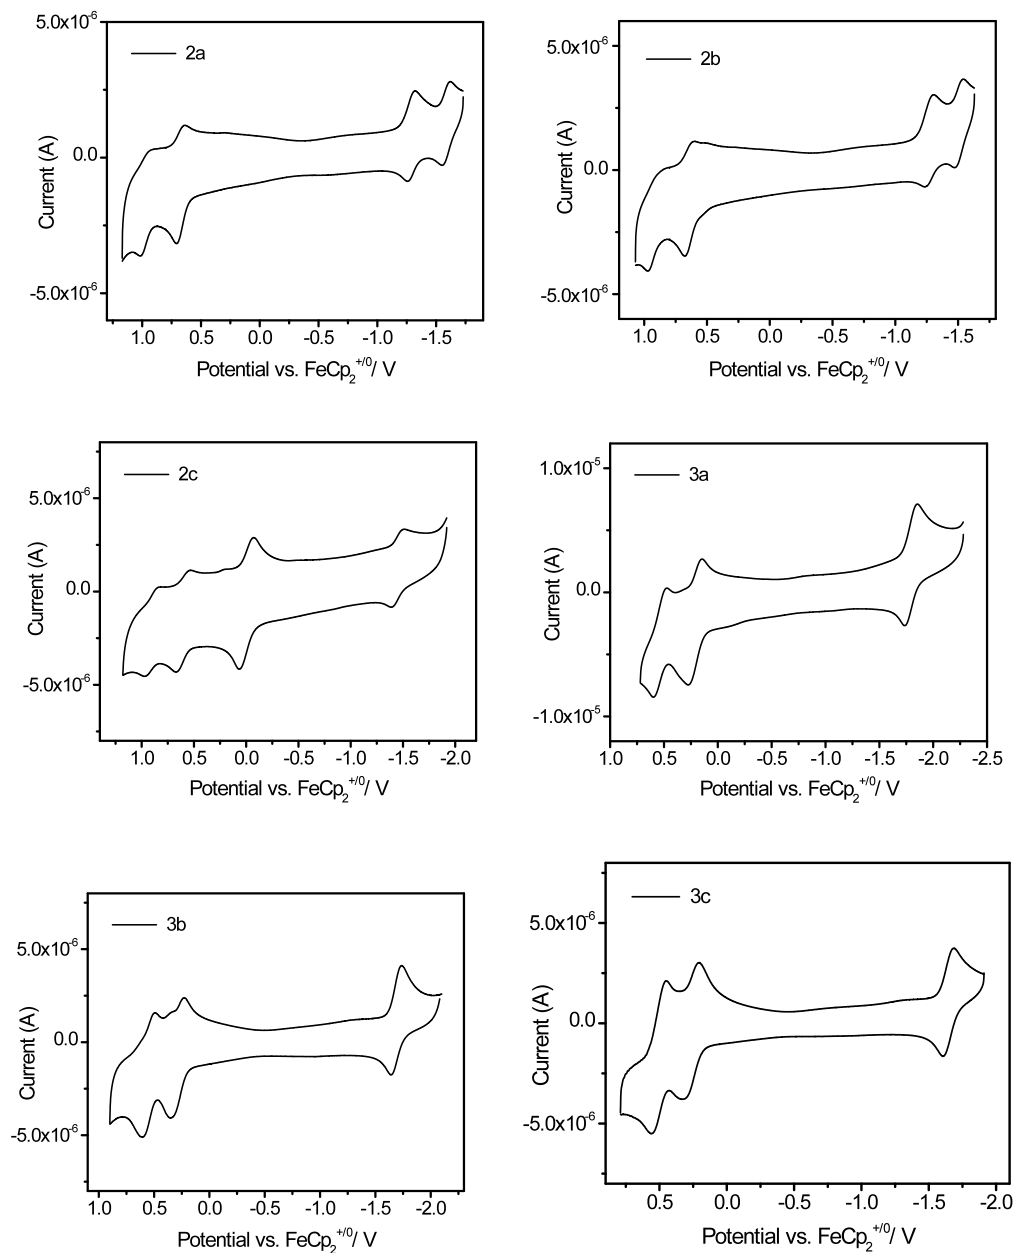 5.0x10⁻⁶
2a
0.0
-5.0x10⁻⁶
Current (A)
1.0 0.5 0.0 -0.5 -1.0 -1.5
Potential vs. FeCp₂⁺ᐟ⁰/ V
5.0x10⁻⁶
2b
0.0
-5.0x10⁻⁶
Current (A)
1.0 0.5 0.0 -0.5 -1.0 -1.5
Potential vs. FeCp₂⁺ᐟ⁰/ V
2c
5.0x10⁻⁶
0.0
-5.0x10⁻⁶
Current (A)
1.0 0.5 0.0 -0.5 -1.0 -1.5 -2.0
Potential vs. FeCp₂⁺ᐟ⁰/ V
1.0x10⁻⁵
3a
0.0
-1.0x10⁻⁵
Current (A)
1.0 0.5 0.0 -0.5 -1.0 -1.5 -2.0 -2.5
Potential vs. FeCp₂⁺ᐟ⁰/ V
3b
5.0x10⁻⁶
0.0
-5.0x10⁻⁶
Current (A)
1.0 0.5 0.0 -0.5 -1.0 -1.5 -2.0
Potential vs. FeCp₂⁺ᐟ⁰/ V
3c
5.0x10⁻⁶
0.0
-5.0x10⁻⁶
Current (A)
0.5 0.0 -0.5 -1.0 -1.5 -2.0
Potential vs. FeCp₂⁺ᐟ⁰/ V